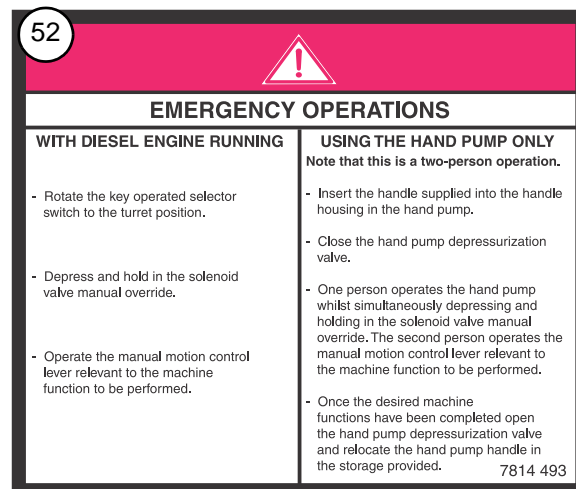 52
EMERGENCY OPERATIONS
WITH DIESEL ENGINE RUNNING
- Rotate the key operated selector
switch to the turret position.
- Depress and hold in the solenoid
valve manual override.
- Operate the manual motion control
lever relevant to the machine
function to be performed.
USING THE HAND PUMP ONLY
Note that this is a two-person operation.
- Insert the handle supplied into the handle
housing in the hand pump.
- Close the hand pump depressurization
valve.
- One person operates the hand pump
whilst simultaneously depressing and
holding in the solenoid valve manual
override. The second person operates the
manual motion control lever relevant to
the machine function to be performed.
- Once the desired machine
functions have been completed open
the hand pump depressurization valve
and relocate the hand pump handle in
the storage provided.
7814 493